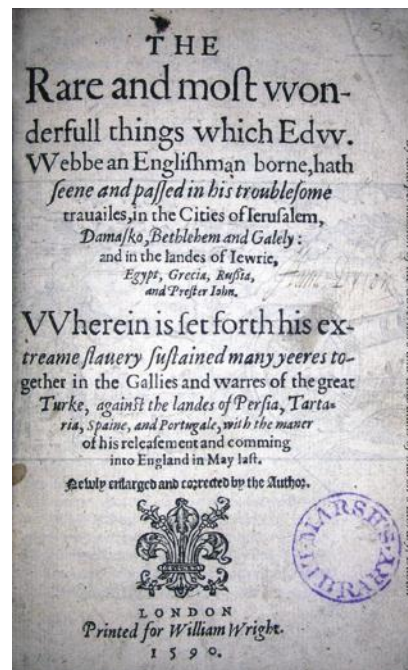 THE
Rare and moſt vvon-
derfull things which Edvv.
VVebbe an Engliſhman borne, hath
ſeene and paſſed in his troubleſome
trauailes, in the Cities of Ieruſalem,
Damaſko, Bethlehem and Galely:
and in the landes of Iewrie,
Egypt, Grecia, Ruſsia,
and Preſter Iohn.
VVherein is ſet forth his ex-
treame ſlauery ſuſtained many yeeres to-
gether in the Gallies and warres of the great
Turke, againſt the landes of Perſia, Tarta-
ria, Spaine, and Portugale, with the maner
of his releaſement and comming
into England in May laſt.
Newly enlarged and corrected by the Author.
MARSH'S LIBRARY
LONDON
Printed for William Wright.
1590.